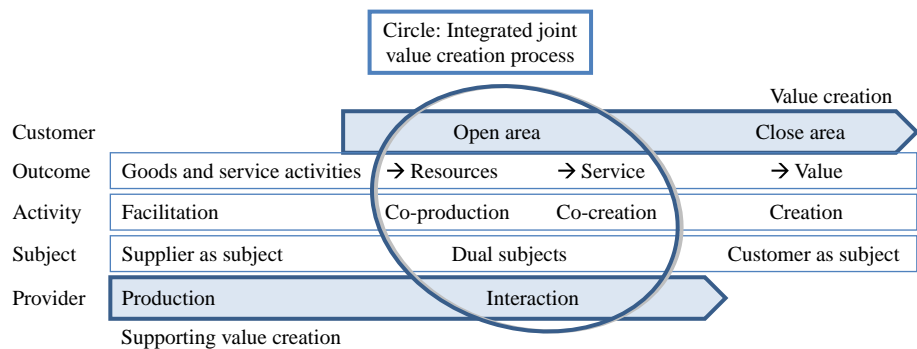 Circle: Integrated joint
value creation process
Value creation
Customer Open area Close area
Outcome Goods and service activities → Resources → Service → Value
Activity Facilitation Co-production Co-creation Creation
Subject Supplier as subject Dual subjects Customer as subject
Provider Production Interaction
Supporting value creation